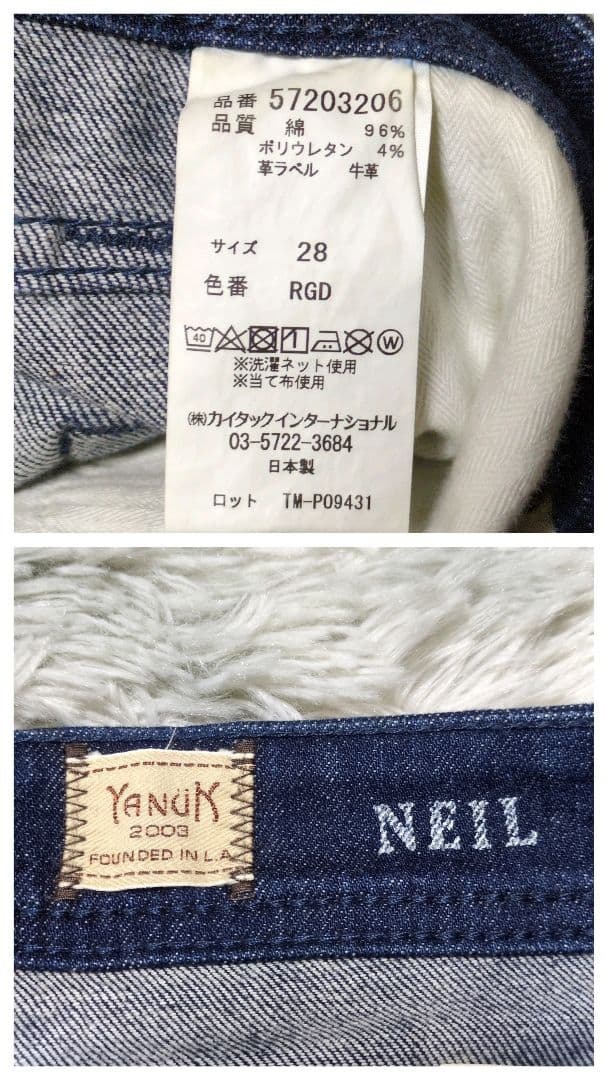 品番 57203206
品質 綿 96%
ポリウレタン 4%
革ラベル 牛革
サイズ 28
色番 RGD
40 W
※洗濯ネット使用
※当て布使用
㈱カイタックインターナショナル
03-5722-3684
日本製
ロット TM-P09431
YANÜK
2003
FOUNDED IN L.A.
NEIL